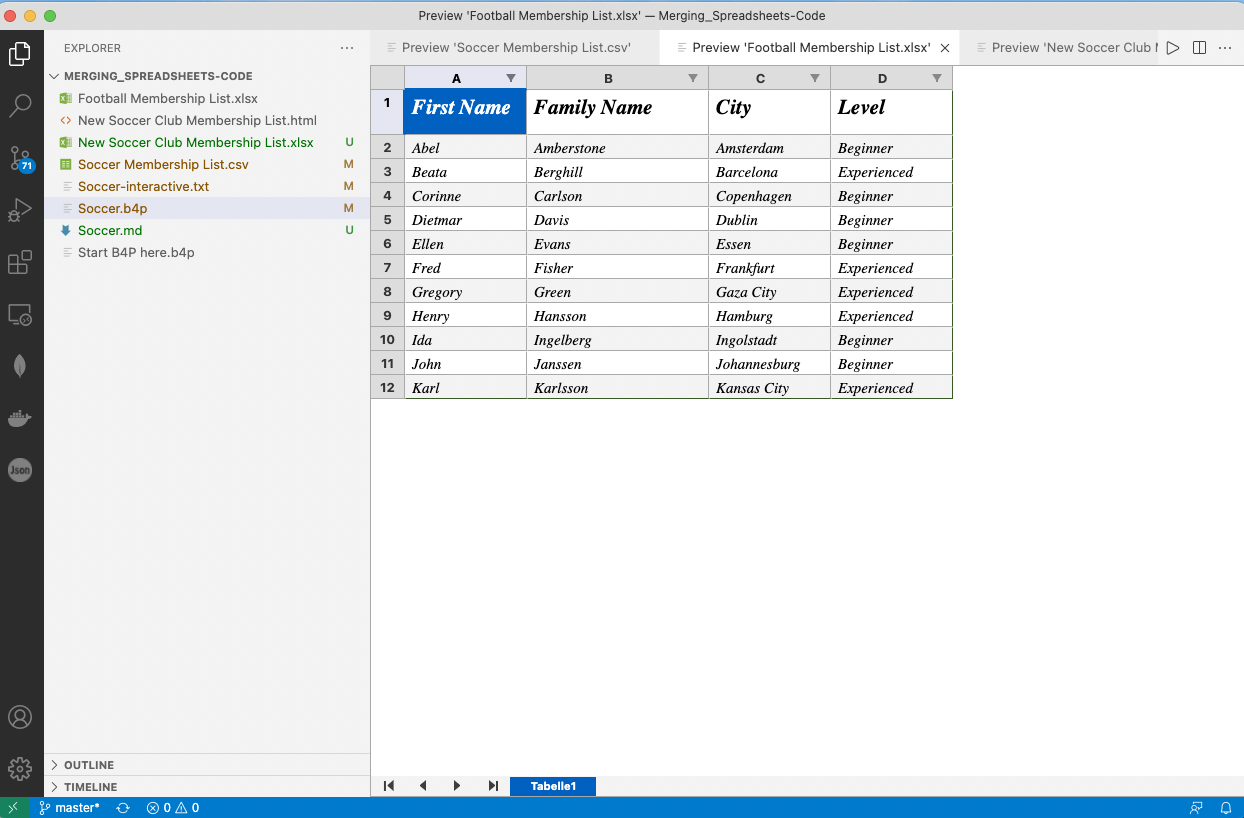 Preview 'Football Membership List.xlsx' — Merging_Spreadsheets-Code
EXPLORER
MERGING_SPREADSHEETS-CODE
Football Membership List.xlsx
New Soccer Club Membership List.html
New Soccer Club Membership List.xlsx U
Soccer Membership List.csv M
Soccer-interactive.txt M
Soccer.b4p M
Soccer.md U
Start B4P here.b4p
71
Json
OUTLINE
TIMELINE
Preview 'Soccer Membership List.csv' Preview 'Football Membership List.xlsx' Preview 'New Soccer Club
A B C D
1 First Name Family Name City Level
2 Abel Amberstone Amsterdam Beginner
3 Beata Berghill Barcelona Experienced
4 Corinne Carlson Copenhagen Beginner
5 Dietmar Davis Dublin Beginner
6 Ellen Evans Essen Beginner
7 Fred Fisher Frankfurt Experienced
8 Gregory Green Gaza City Experienced
9 Henry Hansson Hamburg Experienced
10 Ida Ingelberg Ingolstadt Beginner
11 John Janssen Johannesburg Beginner
12 Karl Karlsson Kansas City Experienced
Tabelle1
master* 0 0